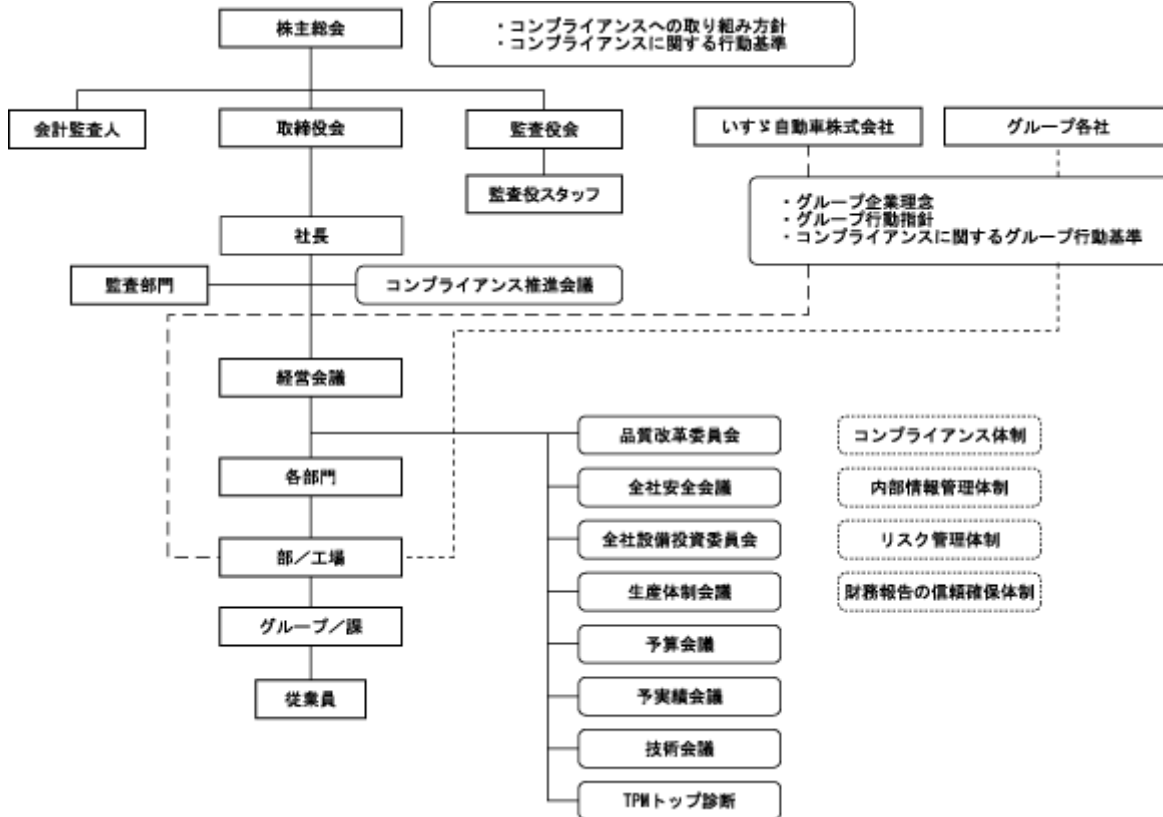 株主総会
・コンプライアンスへの取り組み方針
・コンプライアンスに関する行動基準
会計監査人
取締役会
監査役会
いすゞ自動車株式会社
グループ各社
監査役スタッフ
・グループ企業理念
・グループ行動指針
・コンプライアンスに関するグループ行動基準
社長
監査部門
コンプライアンス推進会議
経営会議
品質改革委員会
コンプライアンス体制
各部門
全社安全会議
内部情報管理体制
全社設備投資委員会
リスク管理体制
部／工場
生産体制会議
財務報告の信頼確保体制
グループ／課
予算会議
従業員
予実績会議
技術会議
TPMトップ診断